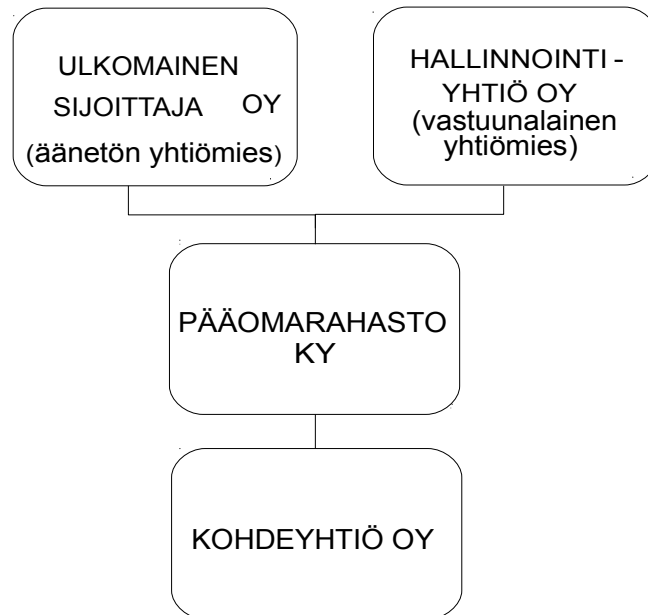 ULKOMAINEN
SIJOITTAJA OY
(äänetön yhtiömies)
HALLINNOINTI -
YHTIÖ OY
(vastuunalainen
yhtiömies)
PÄÄOMARAHASTO
KY
KOHDEYHTIÖ OY